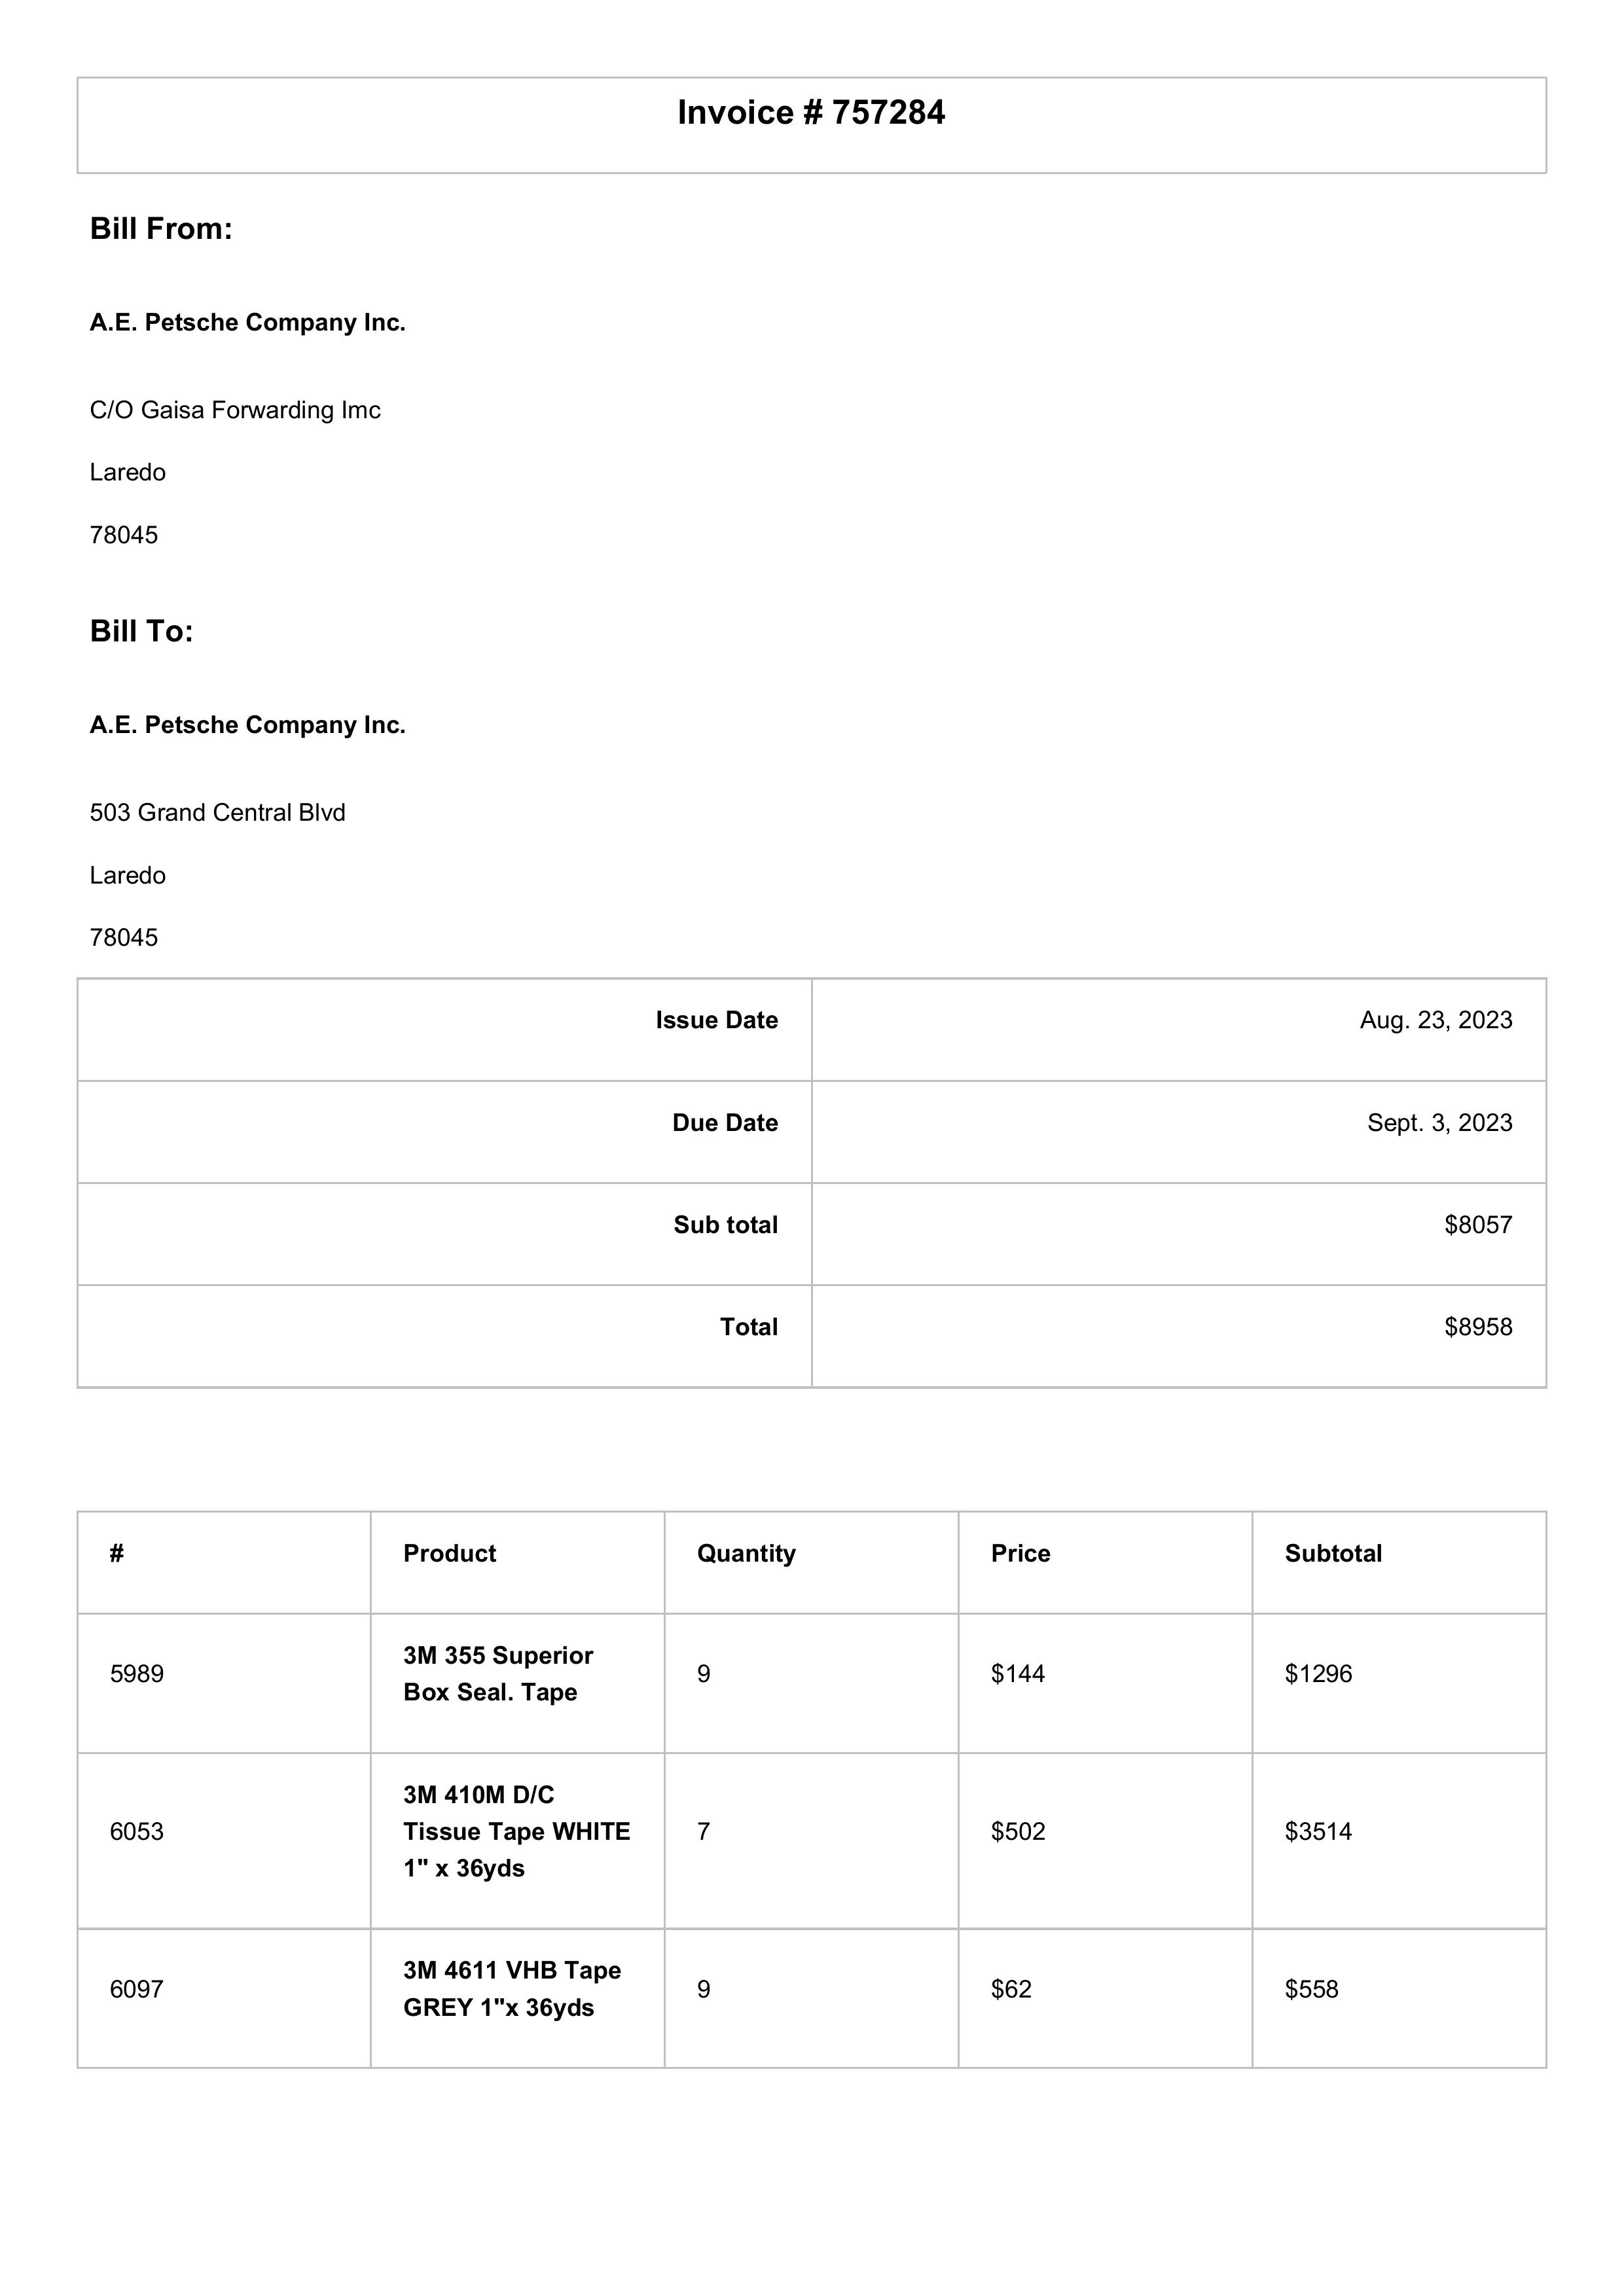 Invoice # 757284
Bill From:
A.E. Petsche Company Inc.
C/O Gaisa Forwarding Imc
Laredo
78045
Bill To:
A.E. Petsche Company Inc.
503 Grand Central Blvd
Laredo
78045
Issue Date Aug. 23, 2023
Due Date Sept. 3, 2023
Sub total $8057
Total $8958
# Product Quantity Price Subtotal
5989 3M 355 Superior 9 $144 $1296
Box Seal. Tape
3M 410M D/C
6053 Tissue Tape WHITE 7 $502 $3514
1" x 36yds
6097 3M 4611 VHB Tape 9 $62 $558
GREY 1"x 36yds